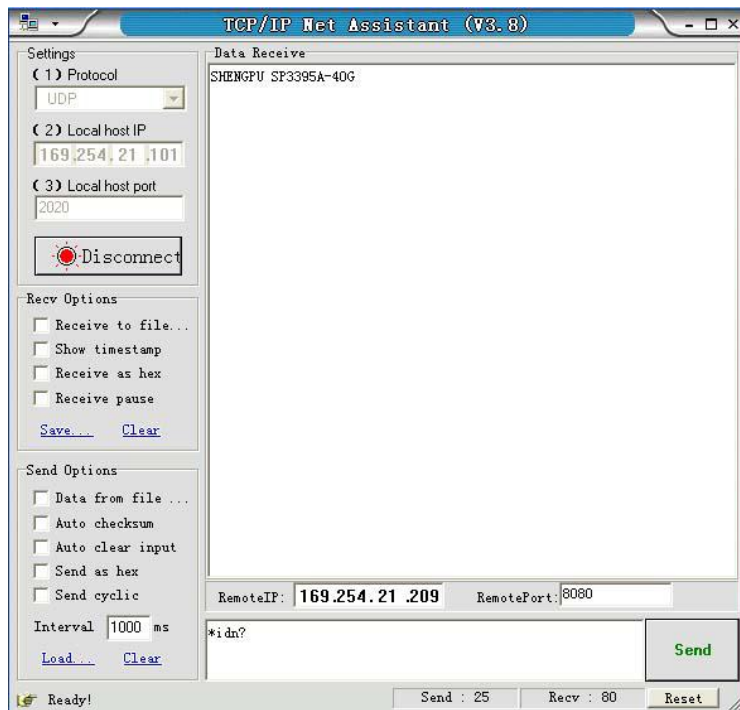 TCP/IP Net Assistant (V3.8)
Settings
(1) Protocol
UDP
(2) Local host IP
169.254.21.101
(3) Local host port
2020
Disconnect
Recv Options
Receive to file...
Show timestamp
Receive as hex
Receive pause
Save... Clear
Send Options
Data from file ...
Auto checksum
Auto clear input
Send as hex
Send cyclic
Interval 1000 ms
Load... Clear
Data Receive
SHENGPU SP3395A-40G
RemoteIP: 169.254.21.209 RemotePort: 8080
*idn?
Send
Ready! Send : 25 Recv : 80 Reset